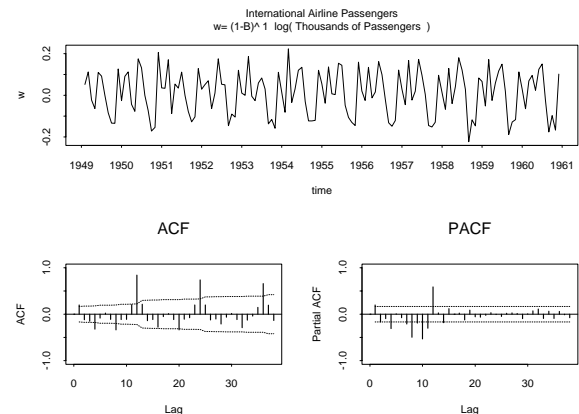 International Airline Passengers
w= (1-B)^ 1 log( Thousands of Passengers )
0.2
0.0
-0.2
w
1949 1950 1951 1952 1953 1954 1955 1956 1957 1958 1959 1960 1961
time
ACF
1.0
0.0
-1.0
ACF
0 10 20 30
Lag
PACF
1.0
0.0
-1.0
Partial ACF
0 10 20 30
Lag